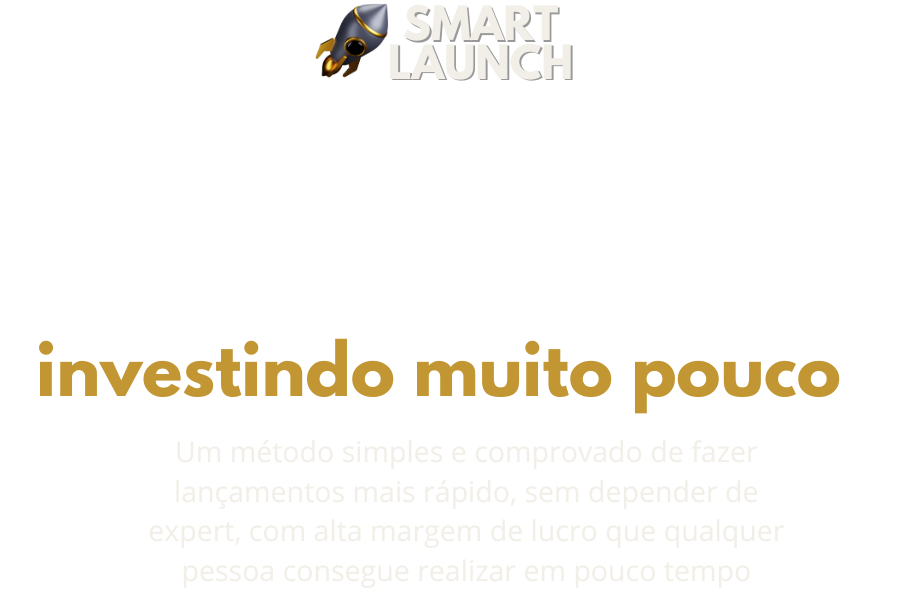 SMART
LAUNCH
investindo muito pouco
Um método simples e comprovado de fazer
lançamentos mais rápido, sem depender de
expert, com alta margem de lucro que qualquer
pessoa consegue realizar em pouco tempo